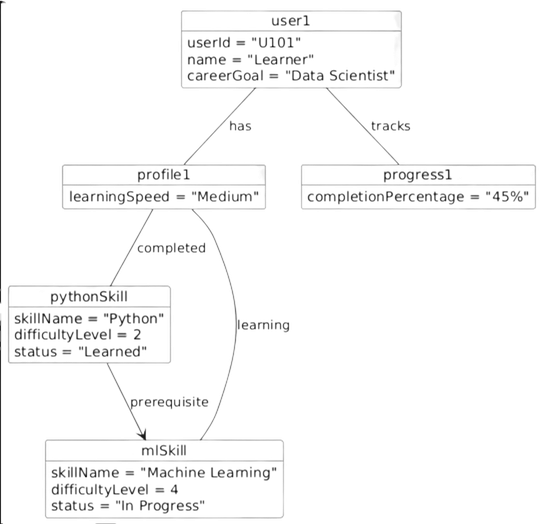 user1
userId = "U101"
name = "Learner"
careerGoal = "Data Scientist"
has
tracks
profile1
learningSpeed = "Medium"
progress1
completionPercentage = "45%"
completed
pythonSkill
skillName = "Python"
difficultyLevel = 2
status = "Learned"
learning
prerequisite
mlSkill
skillName = "Machine Learning"
difficultyLevel = 4
status = "In Progress"